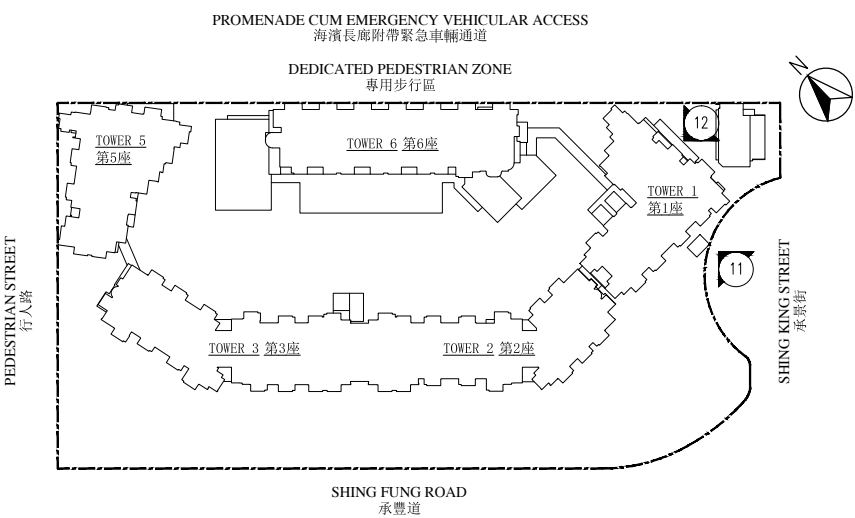 PROMENADE CUM EMERGENCY VEHICULAR ACCESS
海濱長廊附帶緊急車輛通道
DEDICATED PEDESTRIAN ZONE
專用步行區
N
12
TOWER 5
第5座
TOWER 6 第6座
TOWER 1
第1座
PEDESTRIAN STREET
行人路
11
SHING KING STREET
承景街
TOWER 3 第3座
TOWER 2 第2座
SHING FUNG ROAD
承豐道